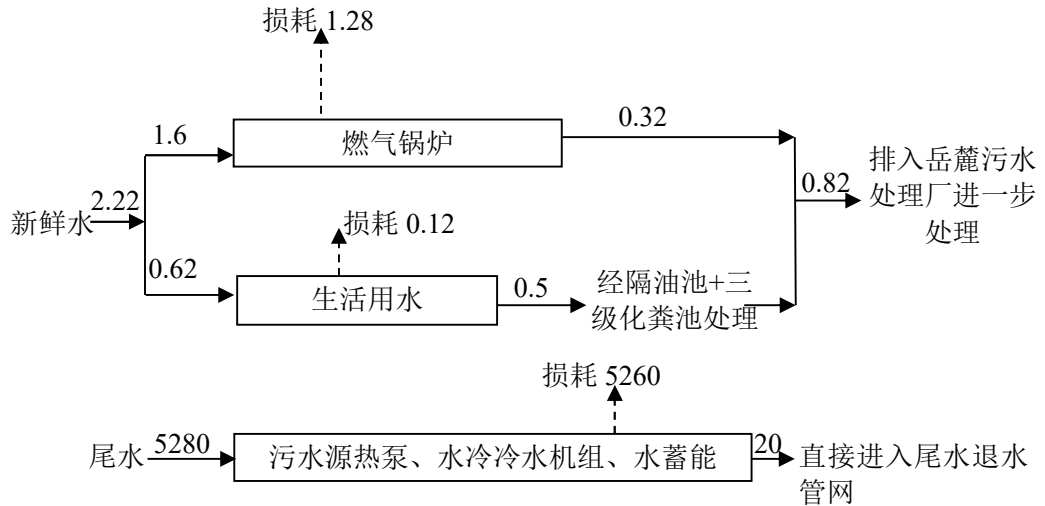 损耗 1.28
1.6
燃气锅炉
0.32
新鲜水
2.22
0.82
排入岳麓污水
处理厂进一步
处理
损耗 0.12
0.62
生活用水
0.5
经隔油池+三
级化粪池处理
损耗 5260
尾水
5280
污水源热泵、水冷冷水机组、水蓄能
20
直接进入尾水退水
管网